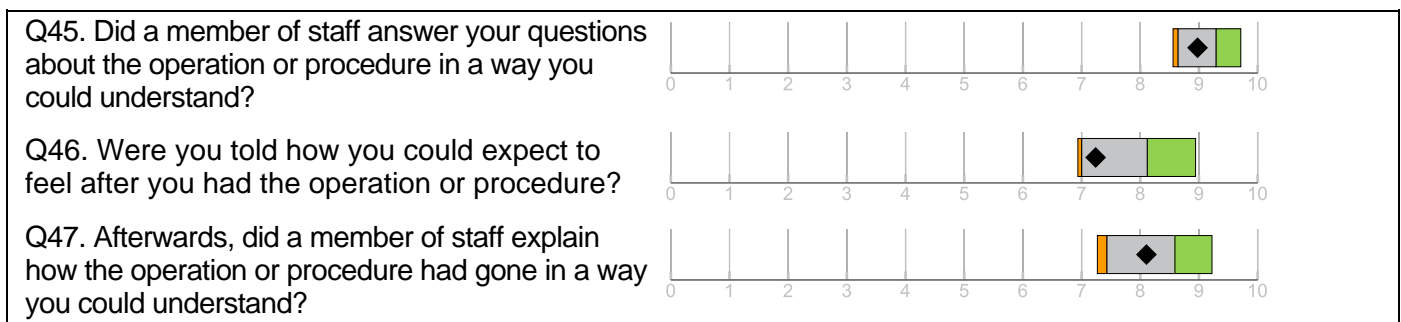 Q45. Did a member of staff answer your questions
about the operation or procedure in a way you
could understand?
0 1 2 3 4 5 6 7 8 9 10
Q46. Were you told how you could expect to
feel after you had the operation or procedure?
0 1 2 3 4 5 6 7 8 9 10
Q47. Afterwards, did a member of staff explain
how the operation or procedure had gone in a way
you could understand?
0 1 2 3 4 5 6 7 8 9 10